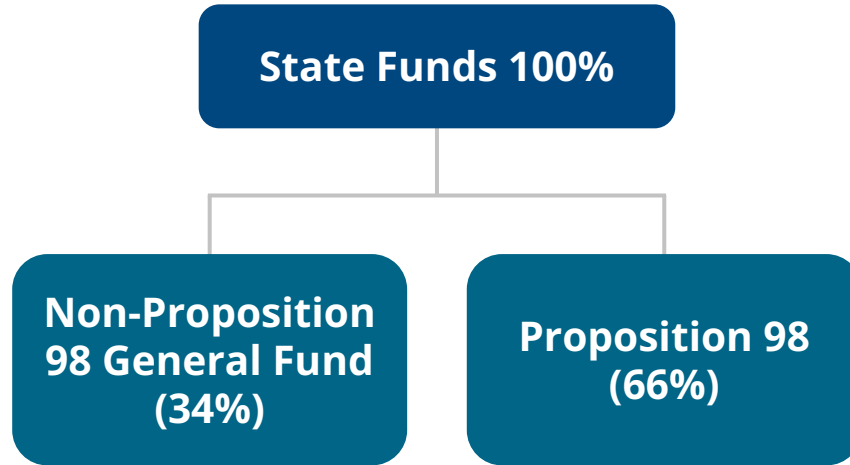 State Funds 100%
Non-Proposition
98 General Fund
(34%)
Proposition 98
(66%)